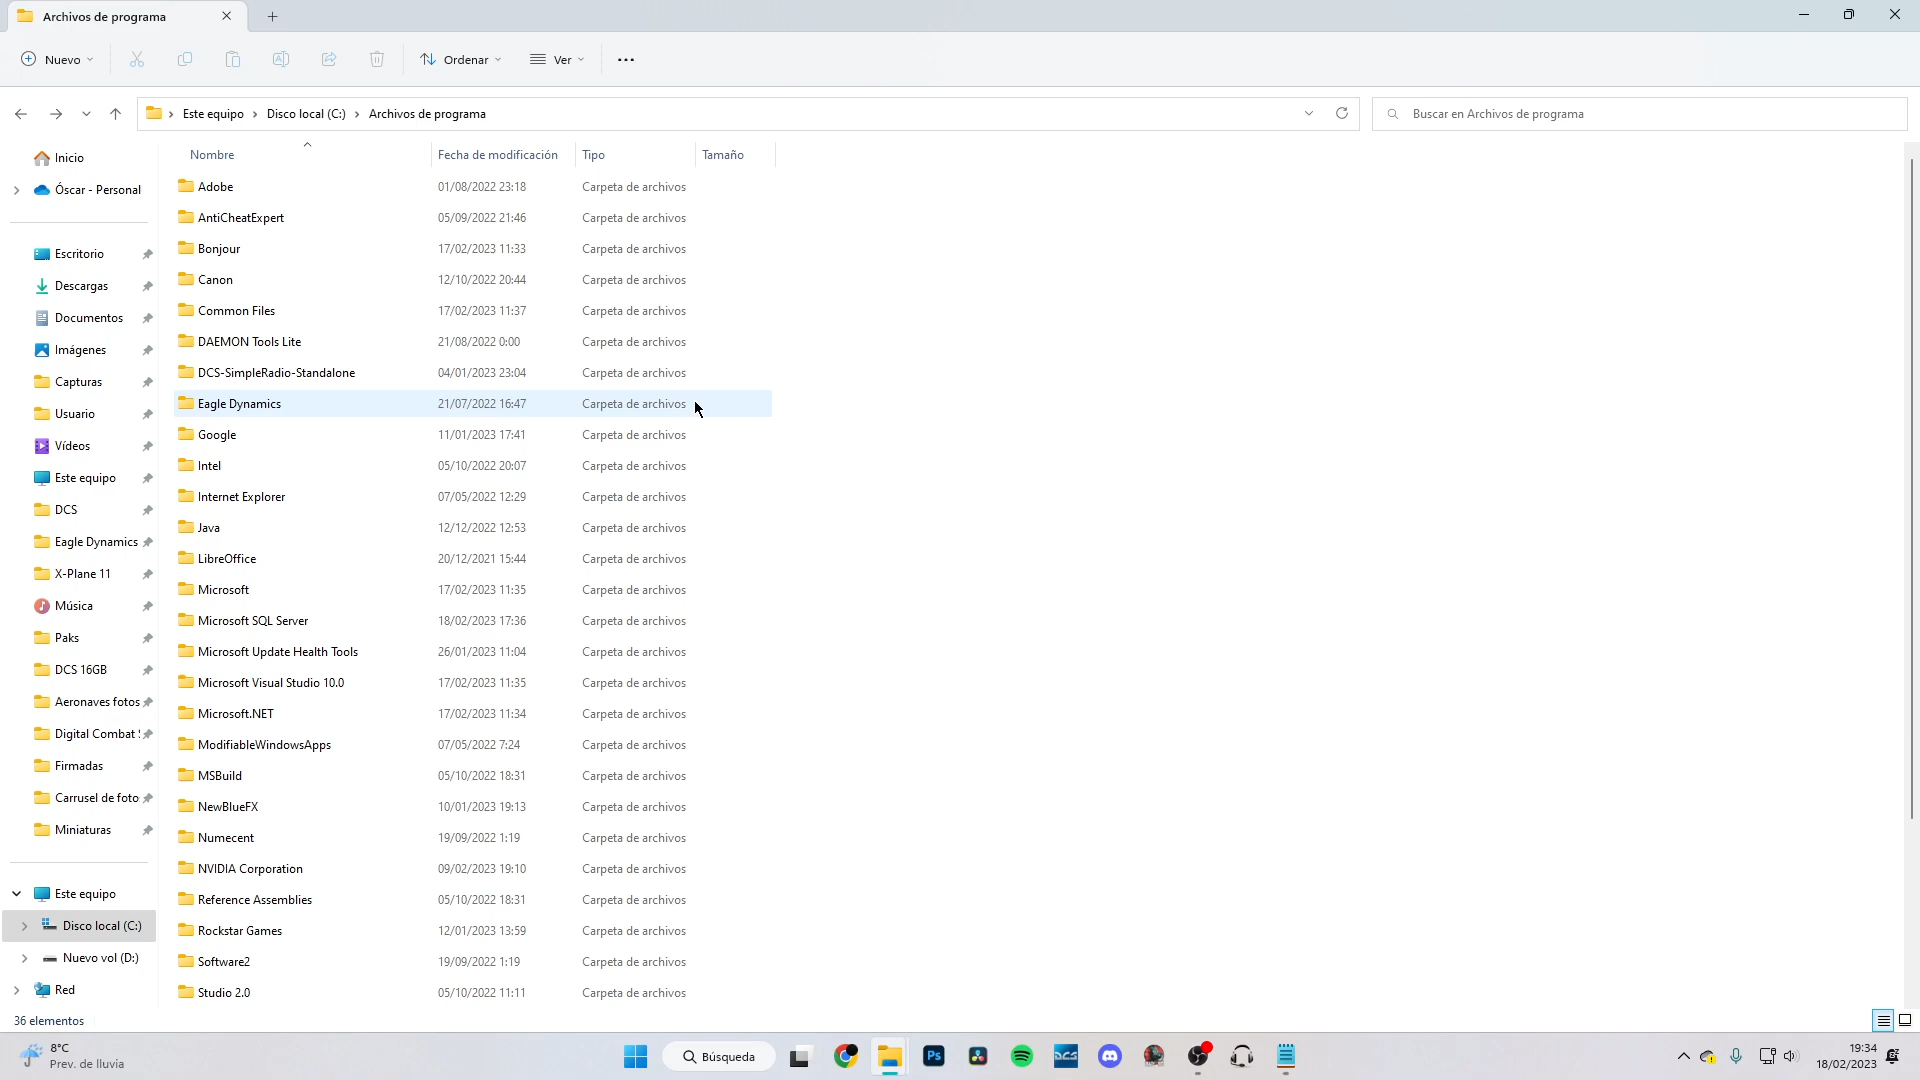 Archivos de programa
Nuevo
Ordenar
Ver
Este equipo > Disco local (C:) > Archivos de programa
Buscar en Archivos de programa
Inicio
Óscar - Personal
Escritorio
Descargas
Documentos
Imágenes
Capturas
Usuario
Vídeos
Este equipo
DCS
Eagle Dynamics
X-Plane 11
Música
Paks
DCS 16GB
Aeronaves fotos
Digital Combat
Firmadas
Carrusel de foto
Miniaturas
Este equipo
Disco local (C:)
Nuevo vol (D:)
Red
Nombre Fecha de modificación Tipo Tamaño
Adobe 01/08/2022 23:18 Carpeta de archivos
AntiCheatExpert 05/09/2022 21:46 Carpeta de archivos
Bonjour 17/02/2023 11:33 Carpeta de archivos
Canon 12/10/2022 20:44 Carpeta de archivos
Common Files 17/02/2023 11:37 Carpeta de archivos
DAEMON Tools Lite 21/08/2022 0:00 Carpeta de archivos
DCS-SimpleRadio-Standalone 04/01/2023 23:04 Carpeta de archivos
Eagle Dynamics 21/07/2022 16:47 Carpeta de archivos
Google 11/01/2023 17:41 Carpeta de archivos
Intel 05/10/2022 20:07 Carpeta de archivos
Internet Explorer 07/05/2022 12:29 Carpeta de archivos
Java 12/12/2022 12:53 Carpeta de archivos
LibreOffice 20/12/2021 15:44 Carpeta de archivos
Microsoft 17/02/2023 11:35 Carpeta de archivos
Microsoft SQL Server 18/02/2023 17:36 Carpeta de archivos
Microsoft Update Health Tools 26/01/2023 11:04 Carpeta de archivos
Microsoft Visual Studio 10.0 17/02/2023 11:35 Carpeta de archivos
Microsoft.NET 17/02/2023 11:34 Carpeta de archivos
ModifiableWindowsApps 07/05/2022 7:24 Carpeta de archivos
MSBuild 05/10/2022 18:31 Carpeta de archivos
NewBlueFX 10/01/2023 19:13 Carpeta de archivos
Numecent 19/09/2022 1:19 Carpeta de archivos
NVIDIA Corporation 09/02/2023 19:10 Carpeta de archivos
Reference Assemblies 05/10/2022 18:31 Carpeta de archivos
Rockstar Games 12/01/2023 13:59 Carpeta de archivos
Software2 19/09/2022 1:19 Carpeta de archivos
Studio 2.0 05/10/2022 11:11 Carpeta de archivos
36 elementos
8°C
Prev. de lluvia
Búsqueda
Ps
DCS
19:34
18/02/2023